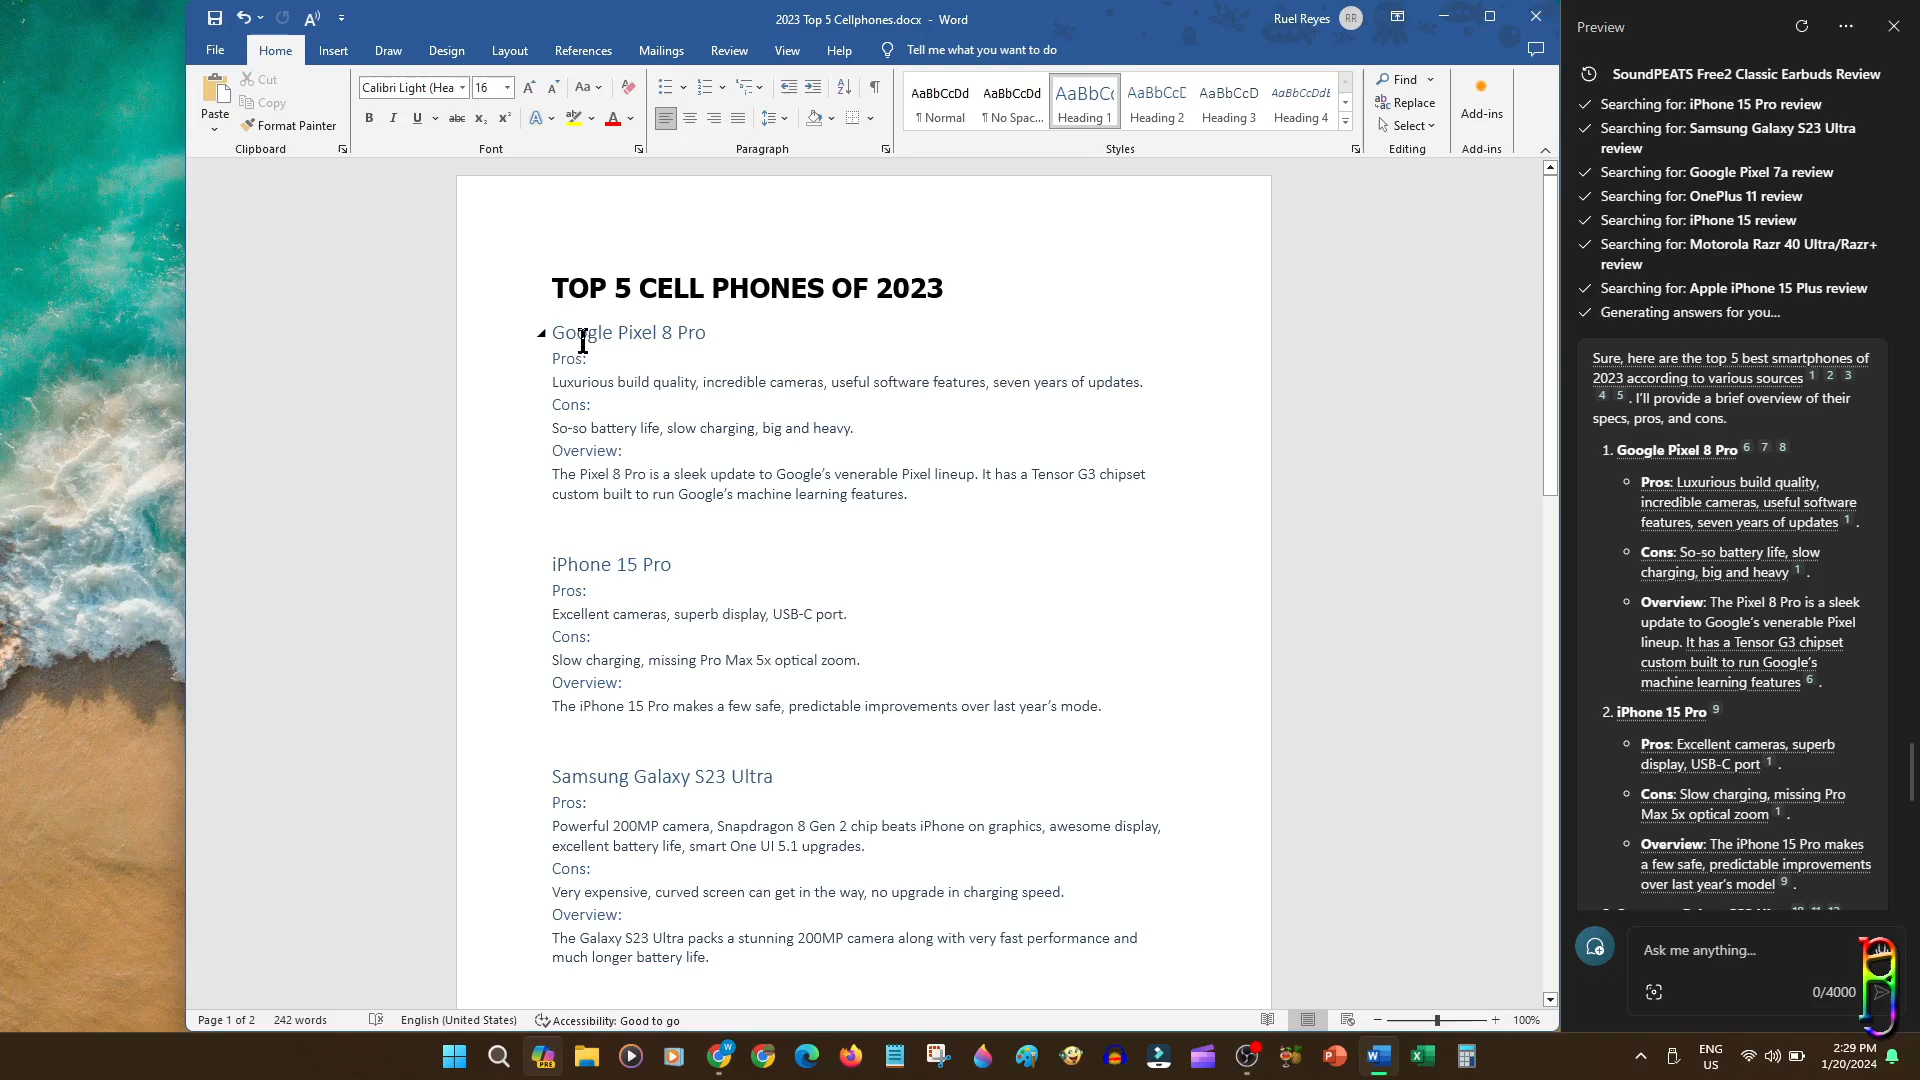 2023 Top 5 Cellphones.docx - Word
Ruel Reyes
RR
File
Home
Insert
Draw
Design
Layout
References
Mailings
Review
View
Help
Tell me what you want to do
Paste
Cut
Copy
Format Painter
Clipboard
Calibri Light (Hea
16
Font
Paragraph
AaBbCcDd
¶ Normal
AaBbCcDd
¶ No Spac...
AaBbCc
Heading 1
AaBbCcD
Heading 2
AaBbCcD
Heading 3
AaBbCcDdE
Heading 4
Styles
Find
Replace
Select
Editing
Add-ins
Add-ins
TOP 5 CELL PHONES OF 2023
Google Pixel 8 Pro
Pros:
Luxurious build quality, incredible cameras, useful software features, seven years of updates.
Cons:
So-so battery life, slow charging, big and heavy.
Overview:
The Pixel 8 Pro is a sleek update to Google’s venerable Pixel lineup. It has a Tensor G3 chipset
custom built to run Google’s machine learning features.
iPhone 15 Pro
Pros:
Excellent cameras, superb display, USB-C port.
Cons:
Slow charging, missing Pro Max 5x optical zoom.
Overview:
The iPhone 15 Pro makes a few safe, predictable improvements over last year’s mode.
Samsung Galaxy S23 Ultra
Pros:
Powerful 200MP camera, Snapdragon 8 Gen 2 chip beats iPhone on graphics, awesome display,
excellent battery life, smart One UI 5.1 upgrades.
Cons:
Very expensive, curved screen can get in the way, no upgrade in charging speed.
Overview:
The Galaxy S23 Ultra packs a stunning 200MP camera along with very fast performance and
much longer battery life.
Page 1 of 2
242 words
English (United States)
Accessibility: Good to go
100%
Preview
SoundPEATS Free2 Classic Earbuds Review
Searching for: iPhone 15 Pro review
Searching for: Samsung Galaxy S23 Ultra
review
Searching for: Google Pixel 7a review
Searching for: OnePlus 11 review
Searching for: iPhone 15 review
Searching for: Motorola Razr 40 Ultra/Razr+
review
Searching for: Apple iPhone 15 Plus review
Generating answers for you...
Sure, here are the top 5 best smartphones of
2023 according to various sources 1 2 3
4 5 . I’ll provide a brief overview of their
specs, pros, and cons.
1. Google Pixel 8 Pro 6 7 8
Pros: Luxurious build quality,
incredible cameras, useful software
features, seven years of updates 1 .
Cons: So-so battery life, slow
charging, big and heavy 1 .
Overview: The Pixel 8 Pro is a sleek
update to Google’s venerable Pixel
lineup. It has a Tensor G3 chipset
custom built to run Google’s
machine learning features 6 .
2. iPhone 15 Pro 9
Pros: Excellent cameras, superb
display, USB-C port 1 .
Cons: Slow charging, missing Pro
Max 5x optical zoom 1 .
Overview: The iPhone 15 Pro makes
a few safe, predictable improvements
over last year’s model 9 .
Ask me anything...
0/4000
ENG
US
2:29 PM
1/20/2024